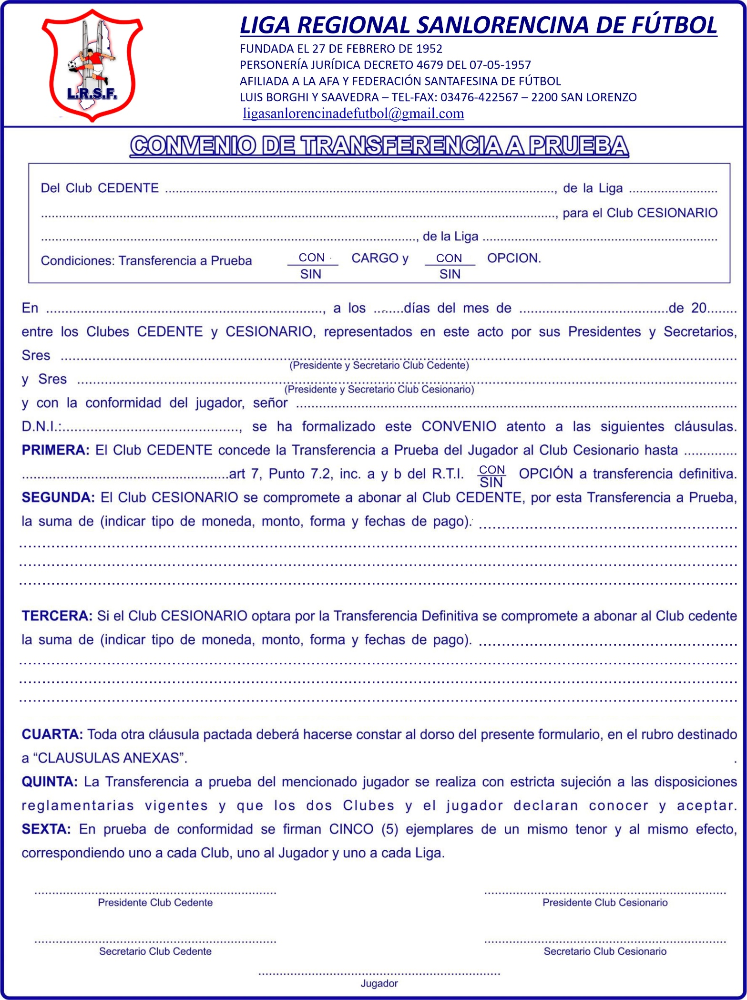 L.R.S.F.
LIGA REGIONAL SANLORENCINA DE FÚTBOL
FUNDADA EL 27 DE FEBRERO DE 1952
PERSONERÍA JURÍDICA DECRETO 4679 DEL 07-05-1957
AFILIADA A LA AFA Y FEDERACIÓN SANTAFESINA DE FÚTBOL
LUIS BORGHI Y SAAVEDRA – TEL-FAX: 03476-422567 – 2200 SAN LORENZO
ligasanlorencinadefutbol@gmail.com
CONVENIO DE TRANSFERENCIA A PRUEBA
Del Club CEDENTE ...................., de la Liga ..........
...................., para el Club CESIONARIO
...................., de la Liga ....................
Condiciones: Transferencia a Prueba CON CARGO y CON OPCION.
SIN SIN
En ...................., a los ........días del mes de ....................de 20........
entre los Clubes CEDENTE y CESIONARIO, representados en este acto por sus Presidentes y Secretarios,
Sres ....................
(Presidente y Secretario Club Cedente)
y Sres ....................
(Presidente y Secretario Club Cesionario)
y con la conformidad del jugador, señor ....................
D.N.I.:...................., se ha formalizado este CONVENIO atento a las siguientes cláusulas.
PRIMERA: El Club CEDENTE concede la Transferencia a Prueba del Jugador al Club Cesionario hasta ..............
....................art 7, Punto 7.2, inc. a y b del R.T.I. CON OPCIÓN a transferencia definitiva.
SIN
SEGUNDA: El Club CESIONARIO se compromete a abonar al Club CEDENTE, por esta Transferencia a Prueba,
la suma de (indicar tipo de moneda, monto, forma y fechas de pago). ....................
....................
....................
....................
TERCERA: Si el Club CESIONARIO optara por la Transferencia Definitiva se compromete a abonar al Club cedente
la suma de (indicar tipo de moneda, monto, forma y fechas de pago). ....................
....................
....................
....................
CUARTA: Toda otra cláusula pactada deberá hacerse constar al dorso del presente formulario, en el rubro destinado
a “CLAUSULAS ANEXAS”. .
QUINTA: La Transferencia a prueba del mencionado jugador se realiza con estricta sujeción a las disposiciones
reglamentarias vigentes y que los dos Clubes y el jugador declaran conocer y aceptar.
SEXTA: En prueba de conformidad se firman CINCO (5) ejemplares de un mismo tenor y al mismo efecto,
correspondiendo uno a cada Club, uno al Jugador y uno a cada Liga.
.................... ....................
Presidente Club Cedente Presidente Club Cesionario
.................... ....................
Secretario Club Cedente Secretario Club Cesionario
....................
Jugador